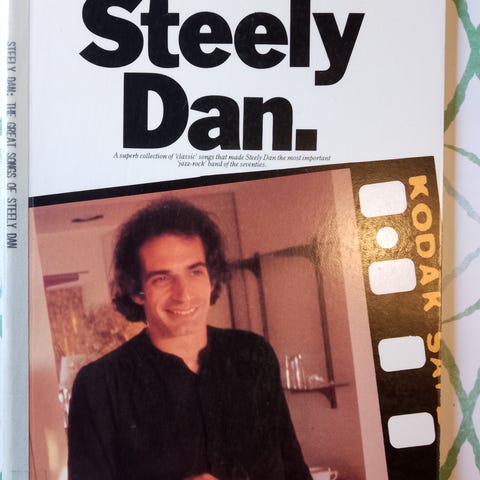 Steely
Dan.
A superb collection of 'classic' songs that made Steely Dan the most important
'jazz-rock' band of the seventies.
STEELY DAN: THE GREAT SONGS OF STEELY DAN
KODAK SA